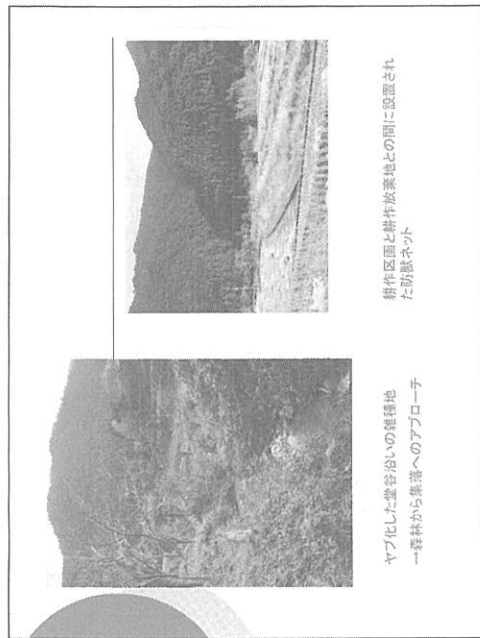 ヤブ化した堂谷沿いの雑種地
ー森林から集落へのアプローチ
耕作区画と耕作放棄地との間に設置され
た防獣ネット